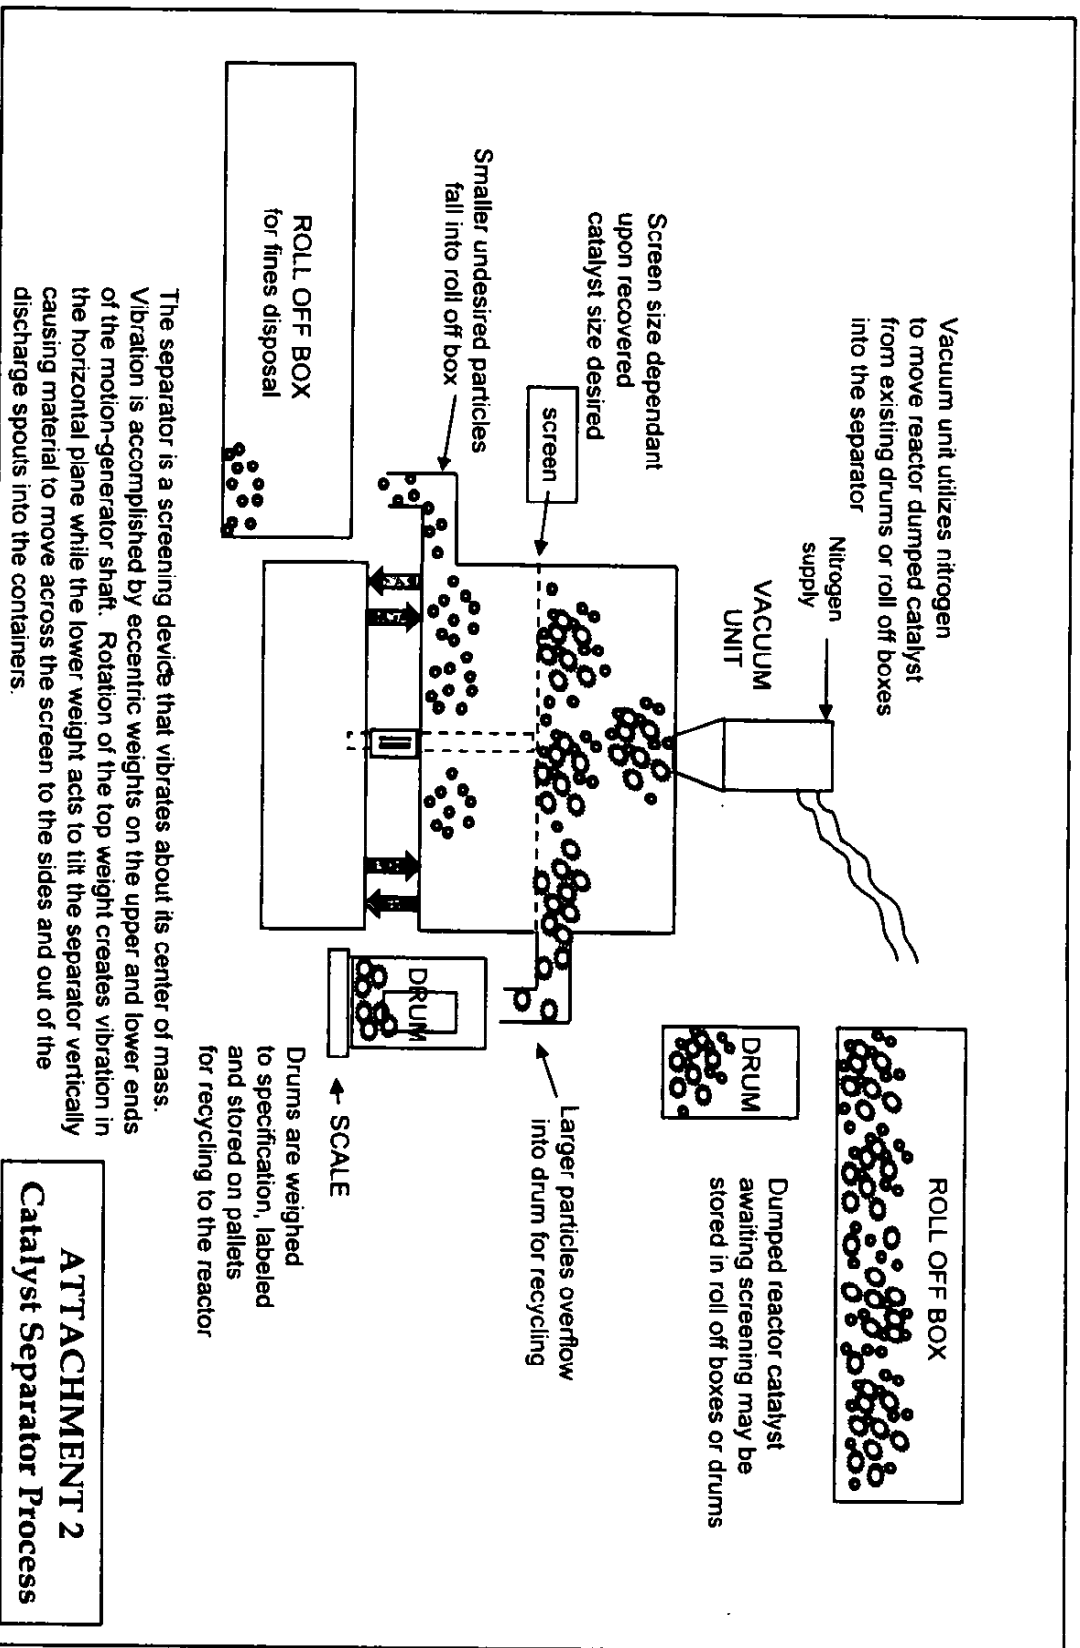 Vacuum unit utilizes nitrogen
to move reactor dumped catalyst
from existing drums or roll off boxes
into the separator
Nitrogen
supply
VACUUM
UNIT
ROLL OFF BOX
DRUM
Dumped reactor catalyst
awaiting screening may be
stored in roll off boxes or drums
Screen size dependant
upon recovered
catalyst size desired
screen
Smaller undesired particles
fall into roll off box
Larger particles overflow
into drum for recycling
ROLL OFF BOX
for fines disposal
DRUM
SCALE
Drums are weighed
to specification, labeled
and stored on pallets
for recycling to the reactor
The separator is a screening device that vibrates about its center of mass.
Vibration is accomplished by eccentric weights on the upper and lower ends
of the motion-generator shaft. Rotation of the top weight creates vibration in
the horizontal plane while the lower weight acts to tilt the separator vertically
causing material to move across the screen to the sides and out of the
discharge spouts into the containers.
ATTACHMENT 2
Catalyst Separator Process